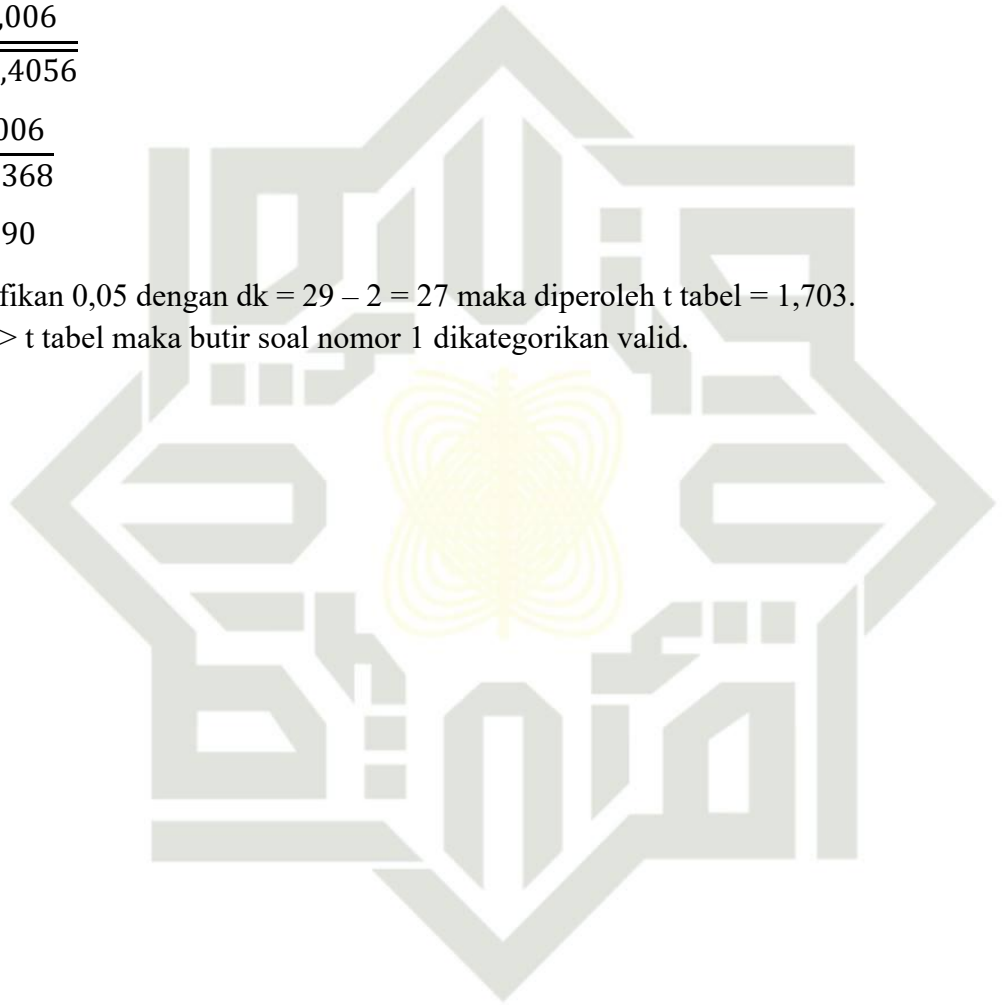 ,006
,4056
006
368
90
fikan 0,05 dengan dk = 29 – 2 = 27 maka diperoleh t tabel = 1,703.
> t tabel maka butir soal nomor 1 dikategorikan valid.